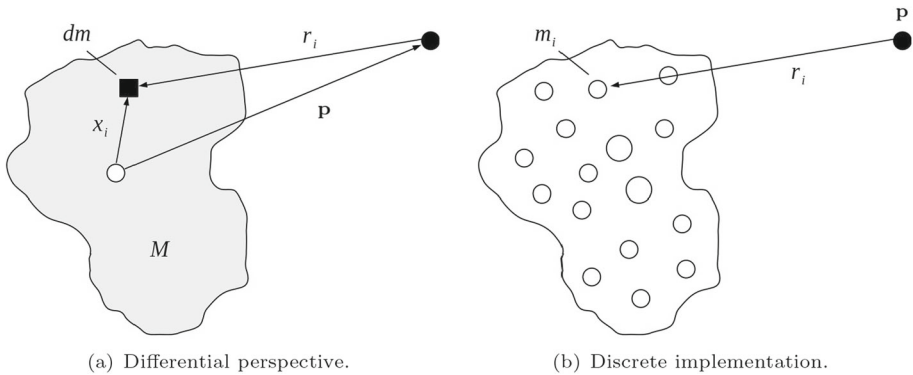 dm
r_i
p
x_i
M
(a) Differential perspective.
p
m_i
r_i
(b) Discrete implementation.